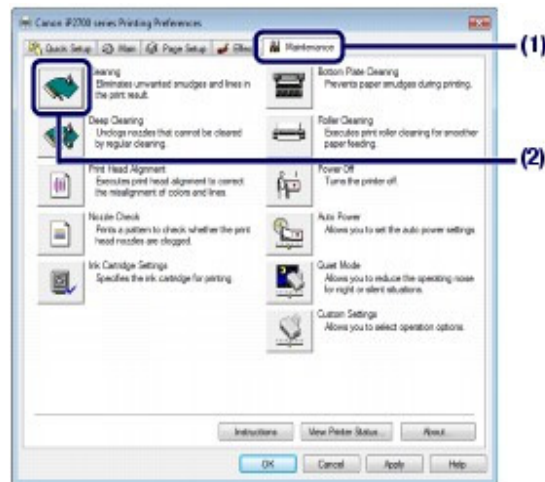 Canon iP2700 series Printing Preferences
Quick Setup Main Page Setup Effects Maintenance
(1)
Cleaning
Eliminates unwanted smudges and lines in
the print result.
Bottom Plate Cleaning
Prevents paper smudges during printing.
Deep Cleaning
Unclogs nozzles that cannot be cleared
by regular cleaning.
Roller Cleaning
Executes print roller cleaning for smoother
paper feeding.
(2)
Print Head Alignment
Executes print head alignment to correct
the misalignment of colors and lines.
Power Off
Turns the printer off.
Nozzle Check
Prints a pattern to check whether the print
head nozzles are clogged.
Auto Power
Allows you to set the auto power settings
Ink Cartridge Settings
Specifies the ink cartridge for printing.
Quiet Mode
Allows you to reduce the operating noise
for night or silent situations.
Custom Settings
Allows you to select operation options.
Instructions View Printer Status... About...
OK Cancel Apply Help